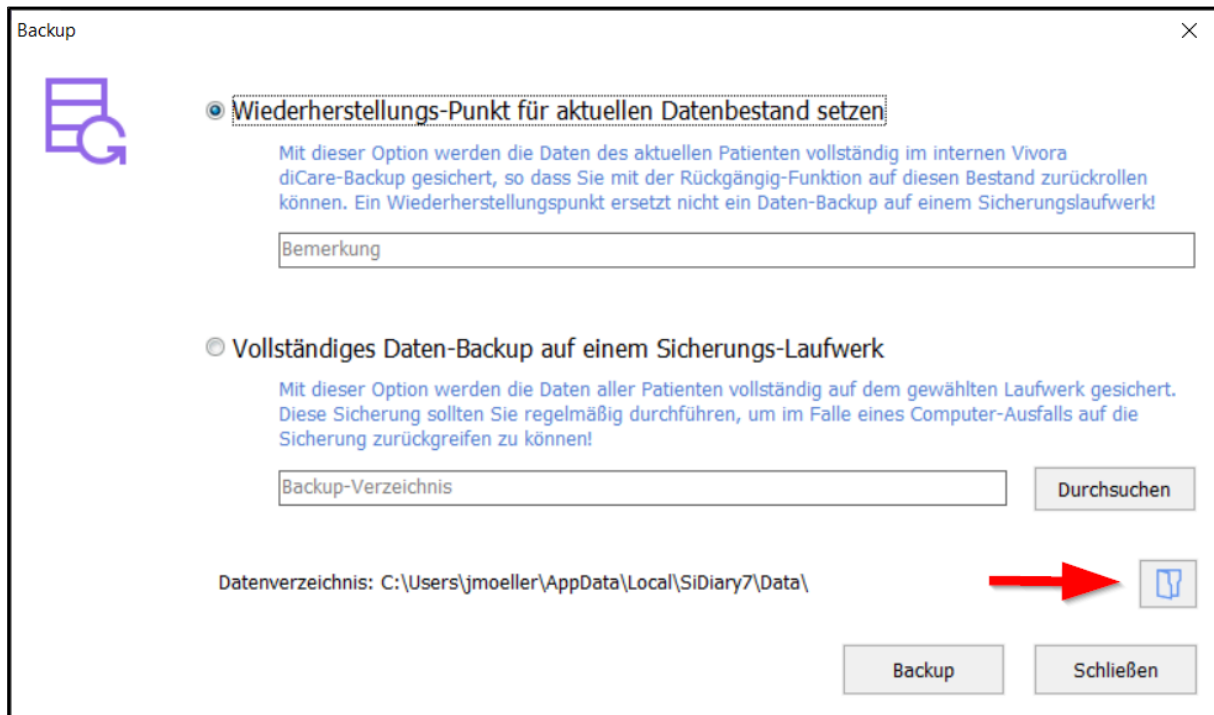 Backup
Wiederherstellungs-Punkt für aktuellen Datenbestand setzen
Mit dieser Option werden die Daten des aktuellen Patienten vollständig im internen Vivora
diCare-Backup gesichert, so dass Sie mit der Rückgängig-Funktion auf diesen Bestand zurückrollen
können. Ein Wiederherstellungspunkt ersetzt nicht ein Daten-Backup auf einem Sicherungslaufwerk!
Bemerkung
Vollständiges Daten-Backup auf einem Sicherungs-Laufwerk
Mit dieser Option werden die Daten aller Patienten vollständig auf dem gewählten Laufwerk gesichert.
Diese Sicherung sollten Sie regelmäßig durchführen, um im Falle eines Computer-Ausfalls auf die
Sicherung zurückgreifen zu können!
Backup-Verzeichnis
Durchsuchen
Datenverzeichnis: C:\Users\jmoeller\AppData\Local\SiDiary7\Data\
Backup
Schließen